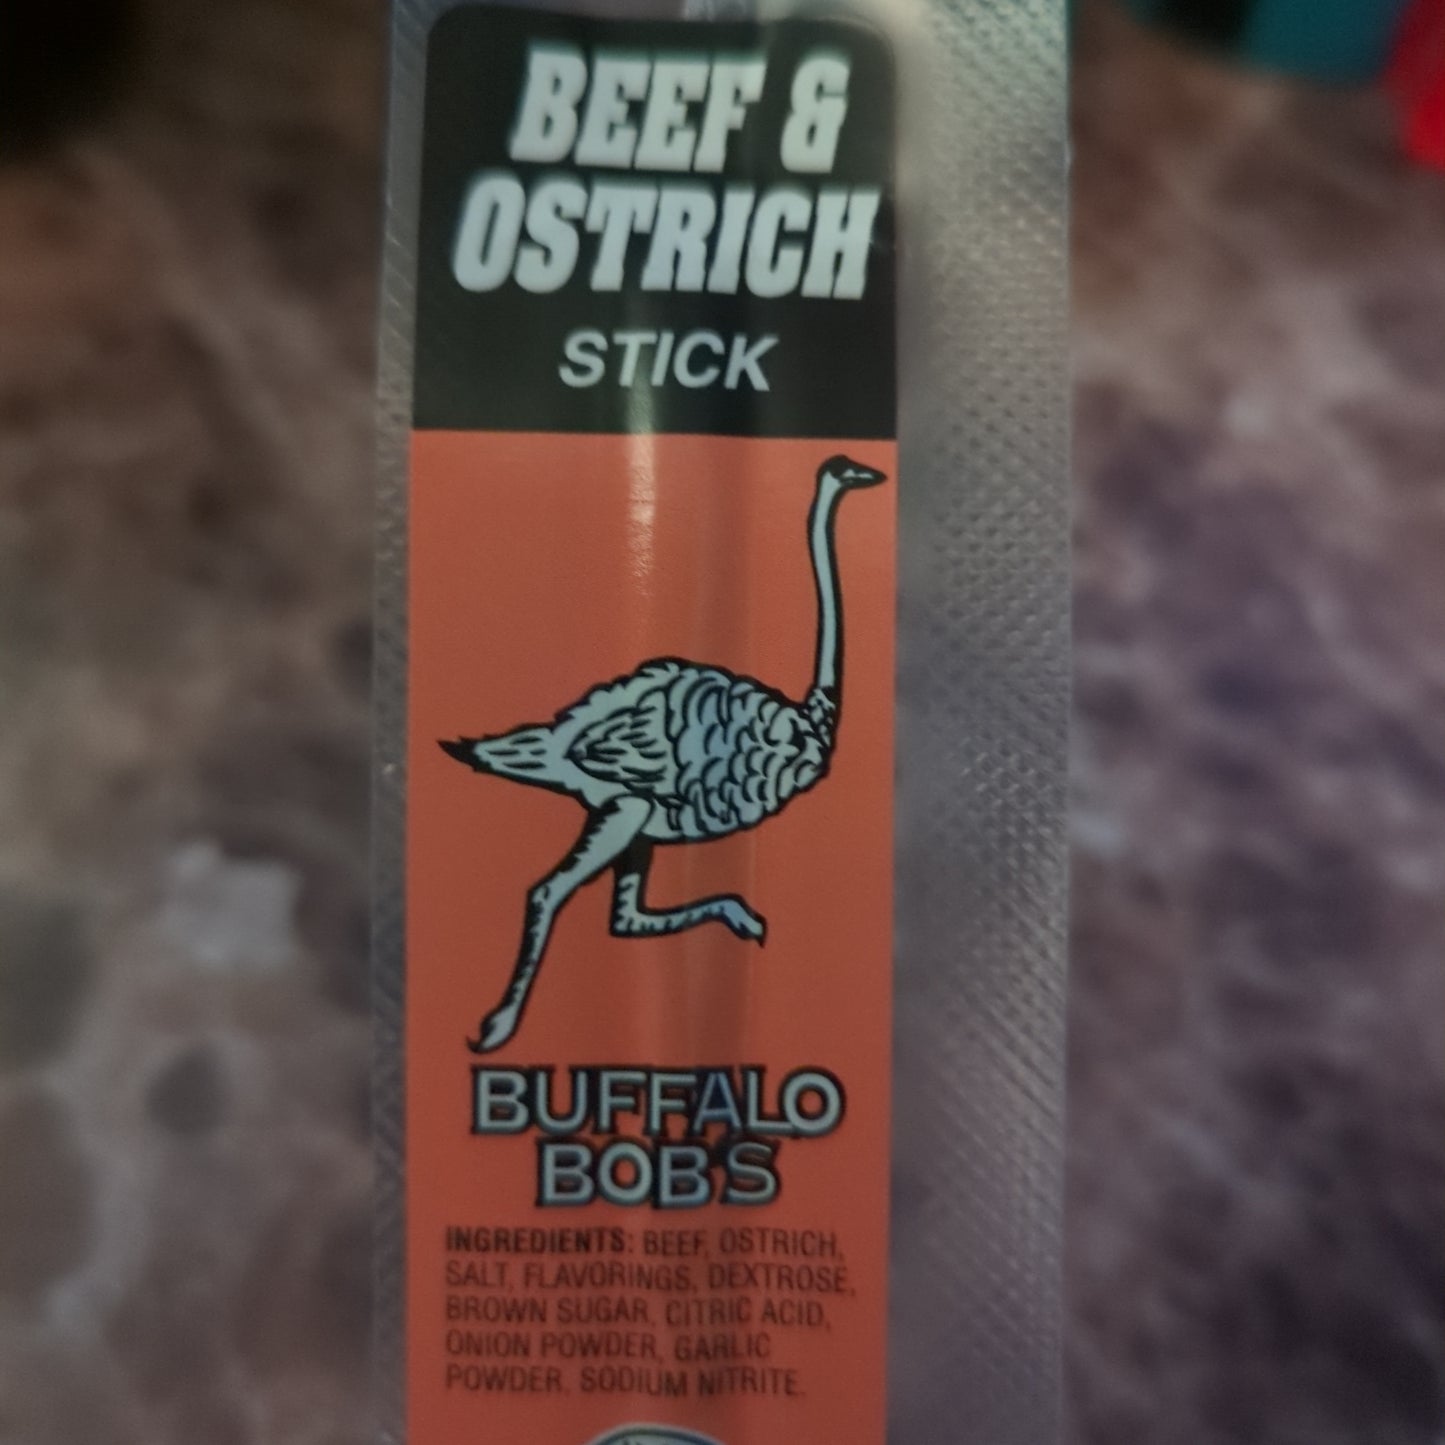 BEEF &
OSTRICH
STICK
BUFFALO
BOB'S
INGREDIENTS: BEEF, OSTRICH,
SALT, FLAVORINGS, DEXTROSE,
BROWN SUGAR, CITRIC ACID,
ONION POWDER, GARLIC
POWDER, SODIUM NITRITE.